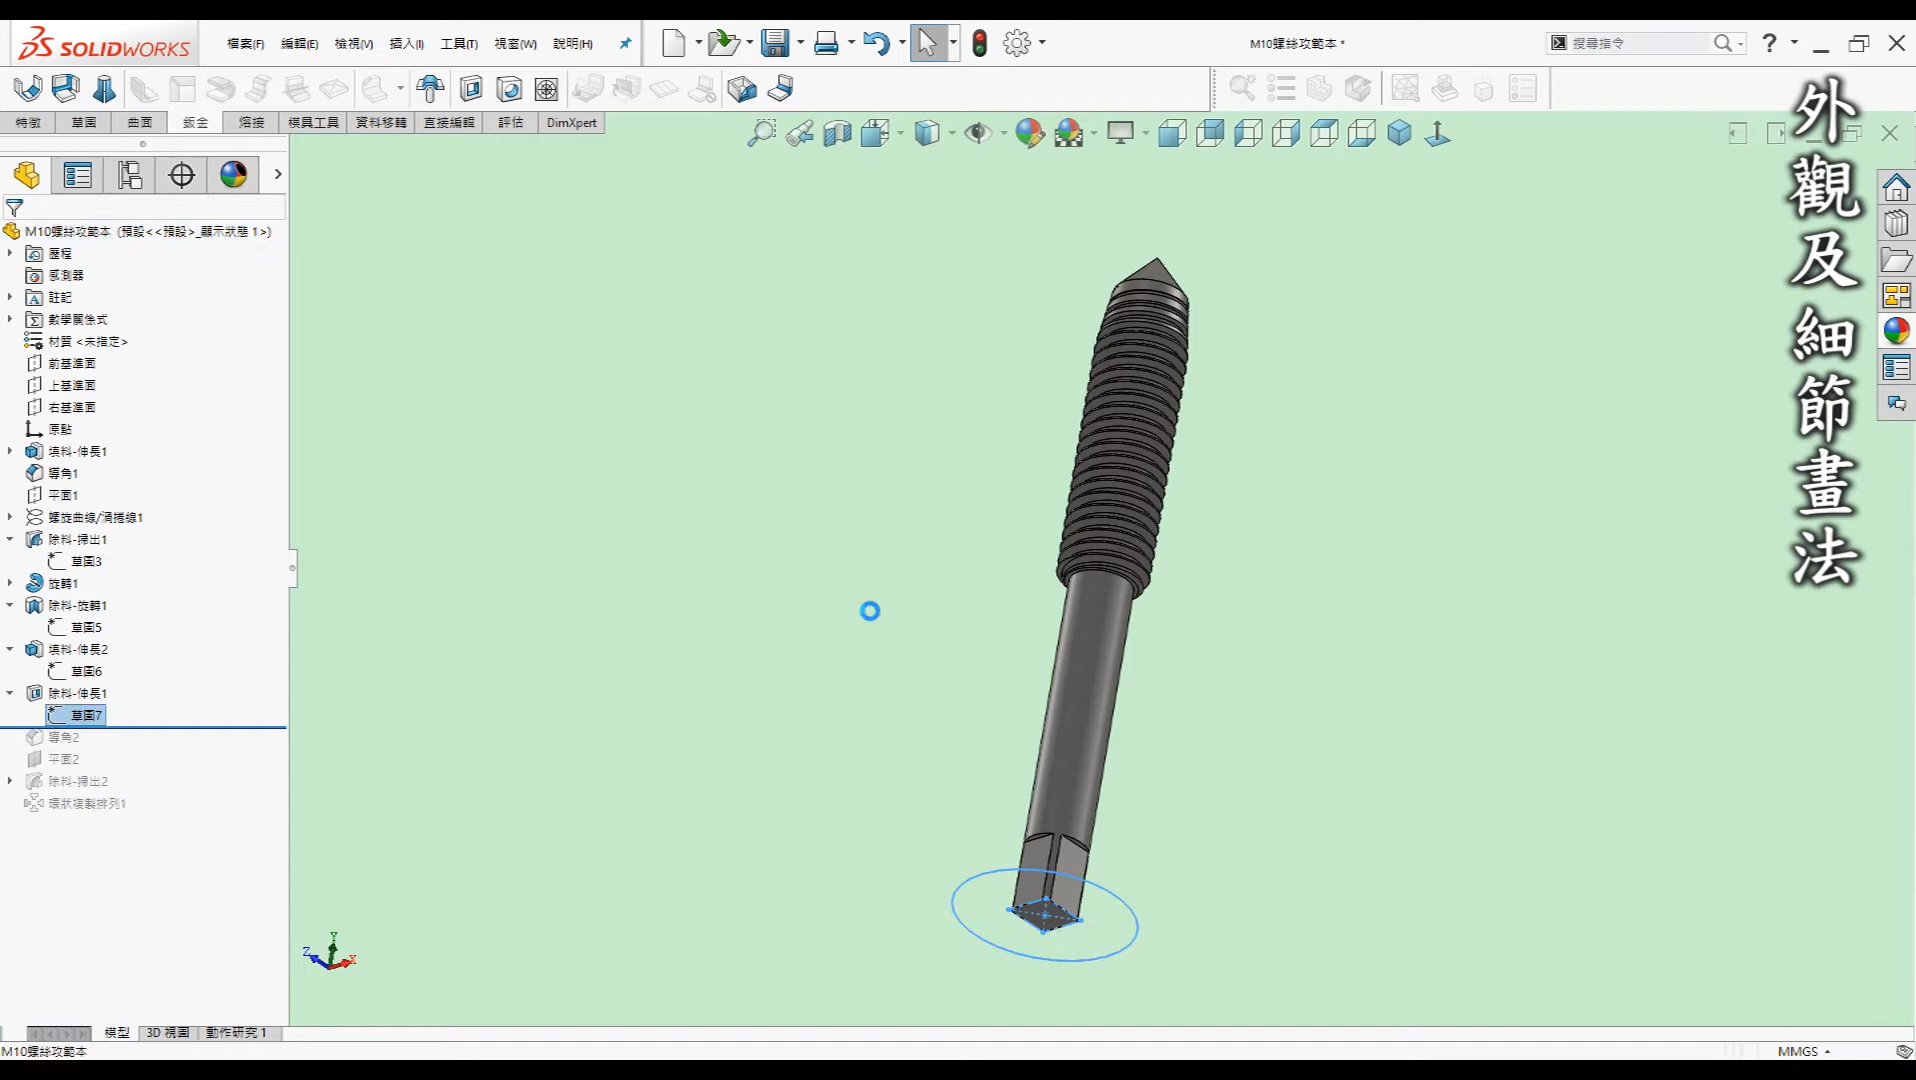 SOLIDWORKS
檔案(F) 編輯(E) 檢視(V) 插入(I) 工具(T) 視窗(W) 說明(H)
M10螺絲攻範本 *
搜尋指令
特徵 草圖 曲面 鈑金 熔接 模具工具 資料移轉 直接編輯 評估 DimXpert
M10螺絲攻範本 (預設<<預設>_顯示狀態 1>)
歷程
感測器
註記
數學關係式
材質 <未指定>
前基準面
上基準面
右基準面
原點
填料-伸長1
導角1
平面1
螺旋曲線/渦捲線1
除料-掃出1
草圖3
旋轉1
除料-旋轉1
草圖5
填料-伸長2
草圖6
除料-伸長1
草圖7
導角2
平面2
除料-掃出2
環狀複製排列1
外觀及細節畫法
Y
Z
X
模型 3D 視圖 動作研究 1
M10螺絲攻範本
MMGS